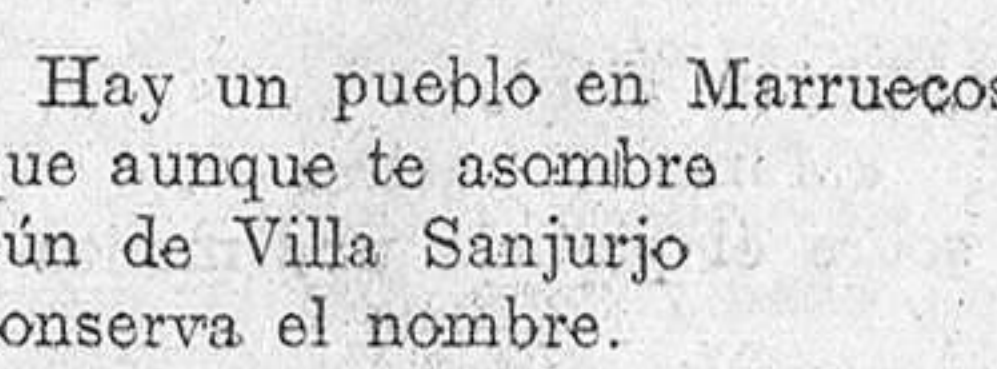 Hay un pueblo en Marruecos
ue aunque te asombre
ún de Villa Sanjurjo
onserva el nombre.